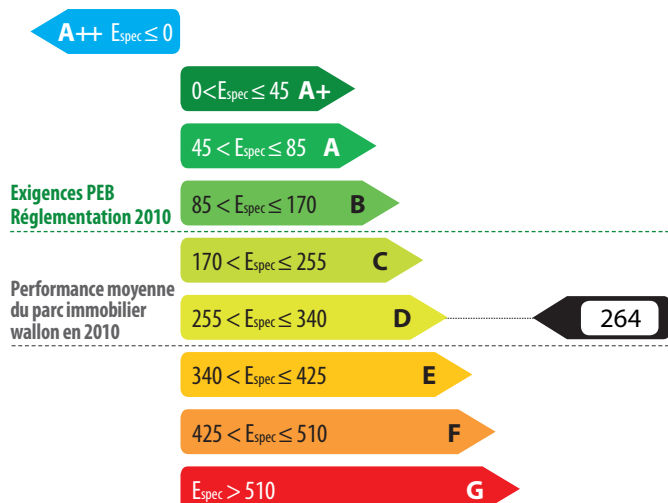 A++ Espec ≤ 0
0<Espec ≤ 45 A+
45 < Espec ≤ 85 A
Exigences PEB
Réglementation 2010
85 < Espec ≤ 170 B
170 < Espec ≤ 255 C
Performance moyenne
du parc immobilier
wallon en 2010
255 < Espec ≤ 340 D
264
340 < Espec ≤ 425 E
425 < Espec ≤ 510 F
Espec > 510 G